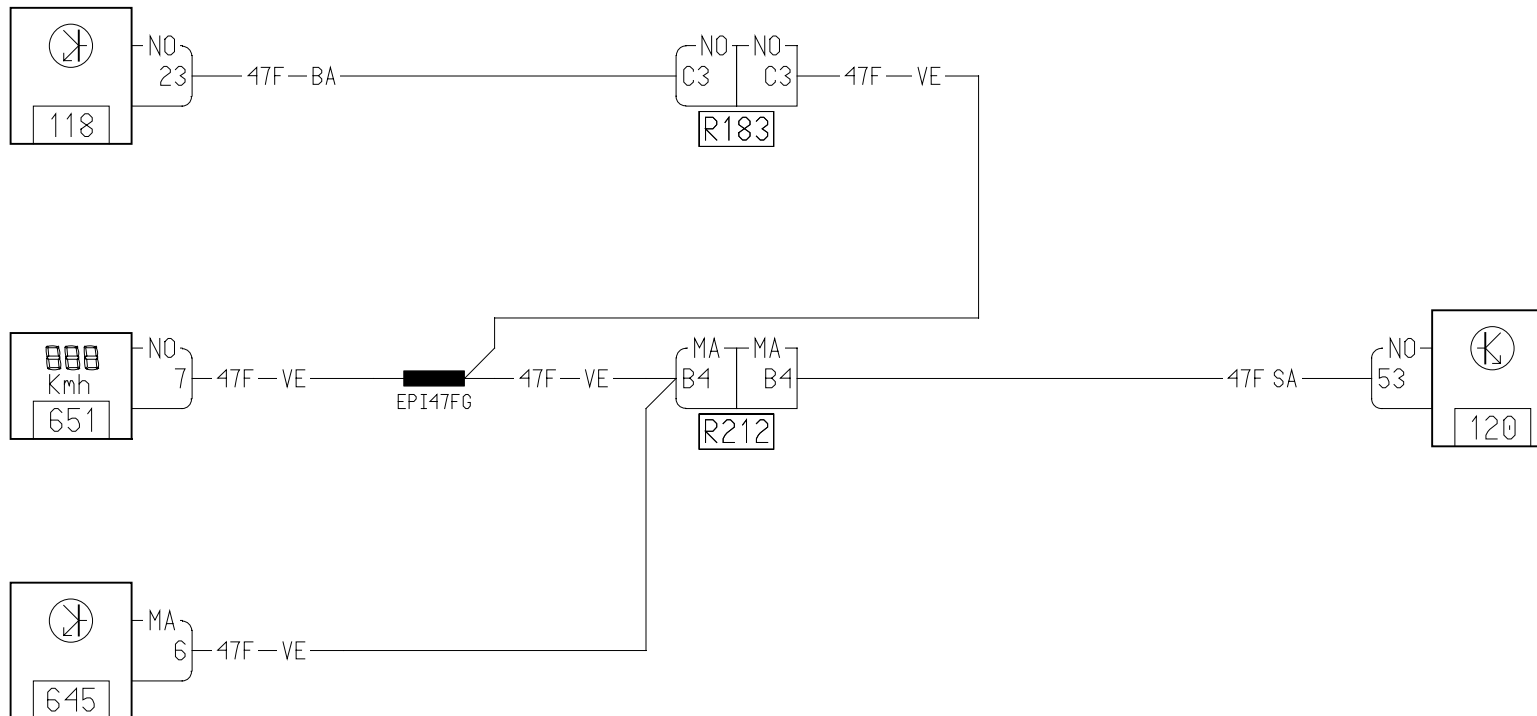 NO NO NO
23 47F BA C3 C3 47F VE
118 R183
NO MA MA NO
888
Kmh 7 47F VE 47F VE B4 B4 47F SA 53
EPI47FG
651 R212 120
MA
6 47F VE
645